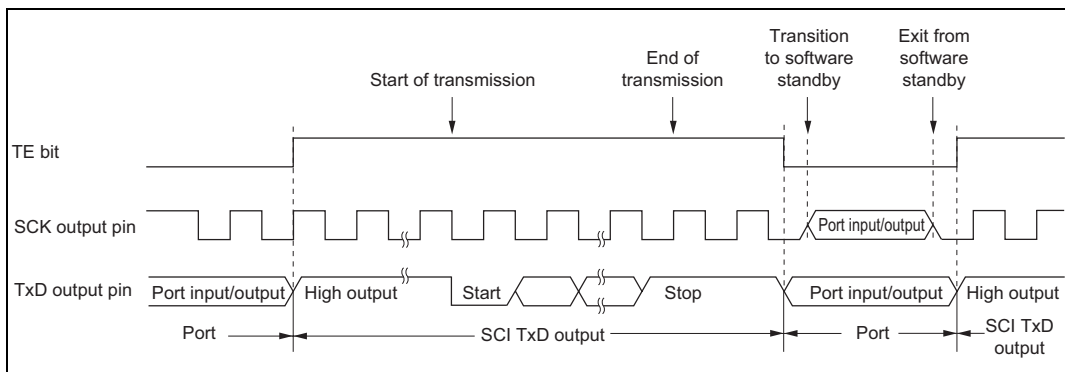 Transition
to software
standby
Exit from
software
standby
End of
transmission
Start of transmission
TE bit
SCK output pin
Port input/output
TxD output pin
Port input/output
High output
Start
Stop
Port input/output
High output
Port
SCI TxD output
Port
SCI TxD
output